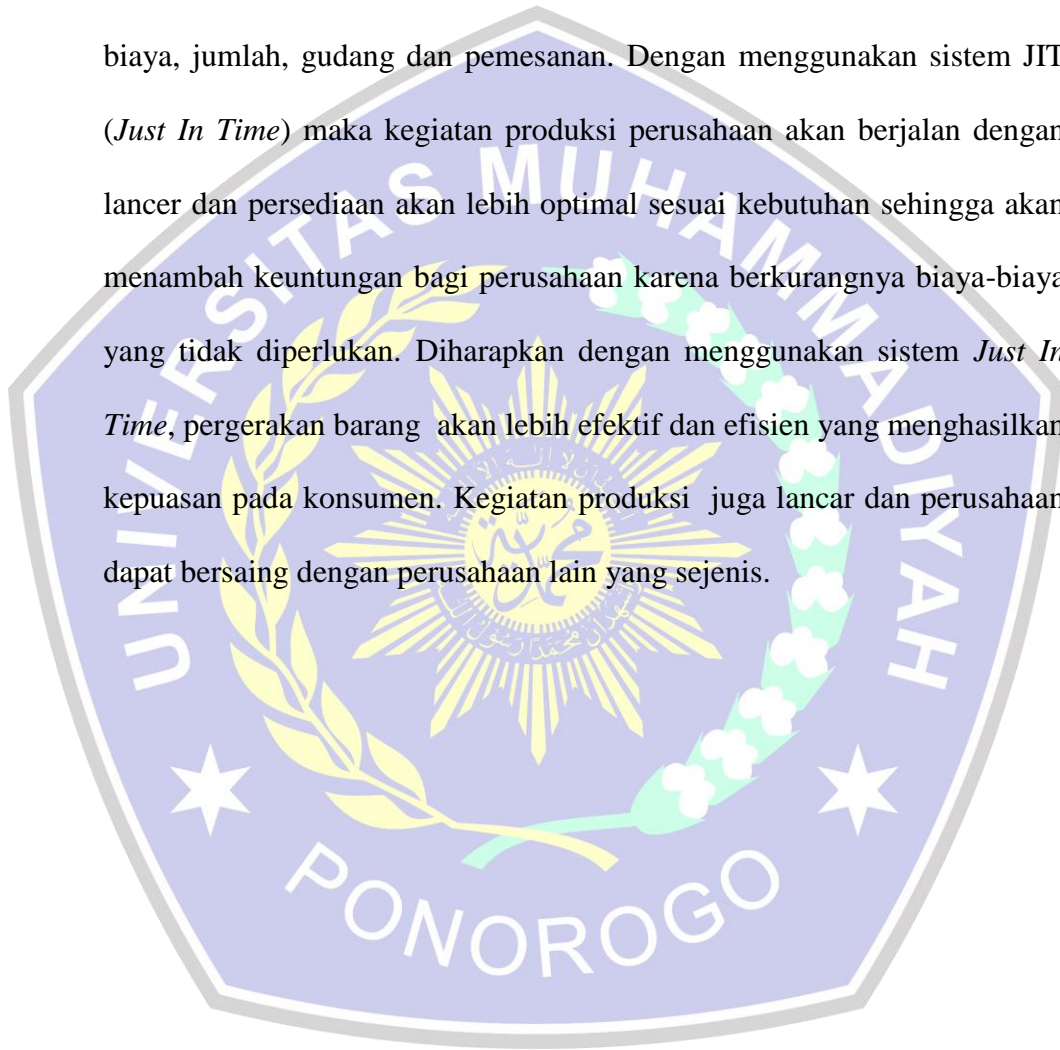 biaya, jumlah, gudang dan pemesanan. Dengan menggunakan sistem JIT
(Just In Time) maka kegiatan produksi perusahaan akan berjalan dengan
lancer dan persediaan akan lebih optimal sesuai kebutuhan sehingga akan
menambah keuntungan bagi perusahaan karena berkurangnya biaya-biaya
yang tidak diperlukan. Diharapkan dengan menggunakan sistem Just In
Time, pergerakan barang  akan lebih efektif dan efisien yang menghasilkan
kepuasan pada konsumen. Kegiatan produksi  juga lancar dan perusahaan
dapat bersaing dengan perusahaan lain yang sejenis.
UNIVERSITAS MUHAMMADIYAH
PONOROGO